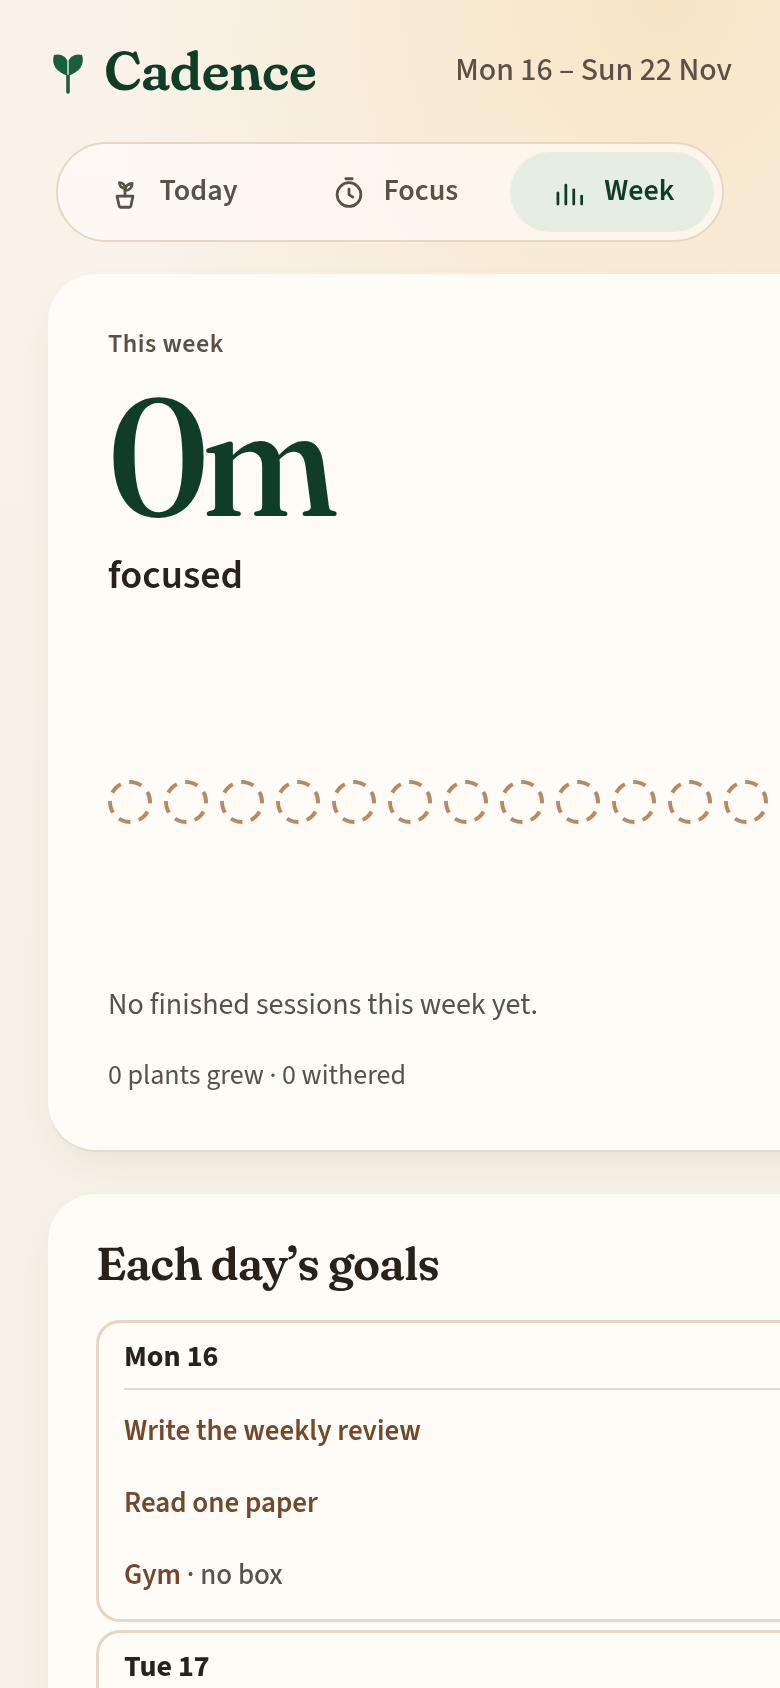 Cadence
Mon 16 – Sun 22 Nov
Today
Focus
Week
This week
0m
focused
No finished sessions this week yet.
0 plants grew · 0 withered
Each day’s goals
Mon 16
Write the weekly review
Read one paper
Gym · no box
Tue 17